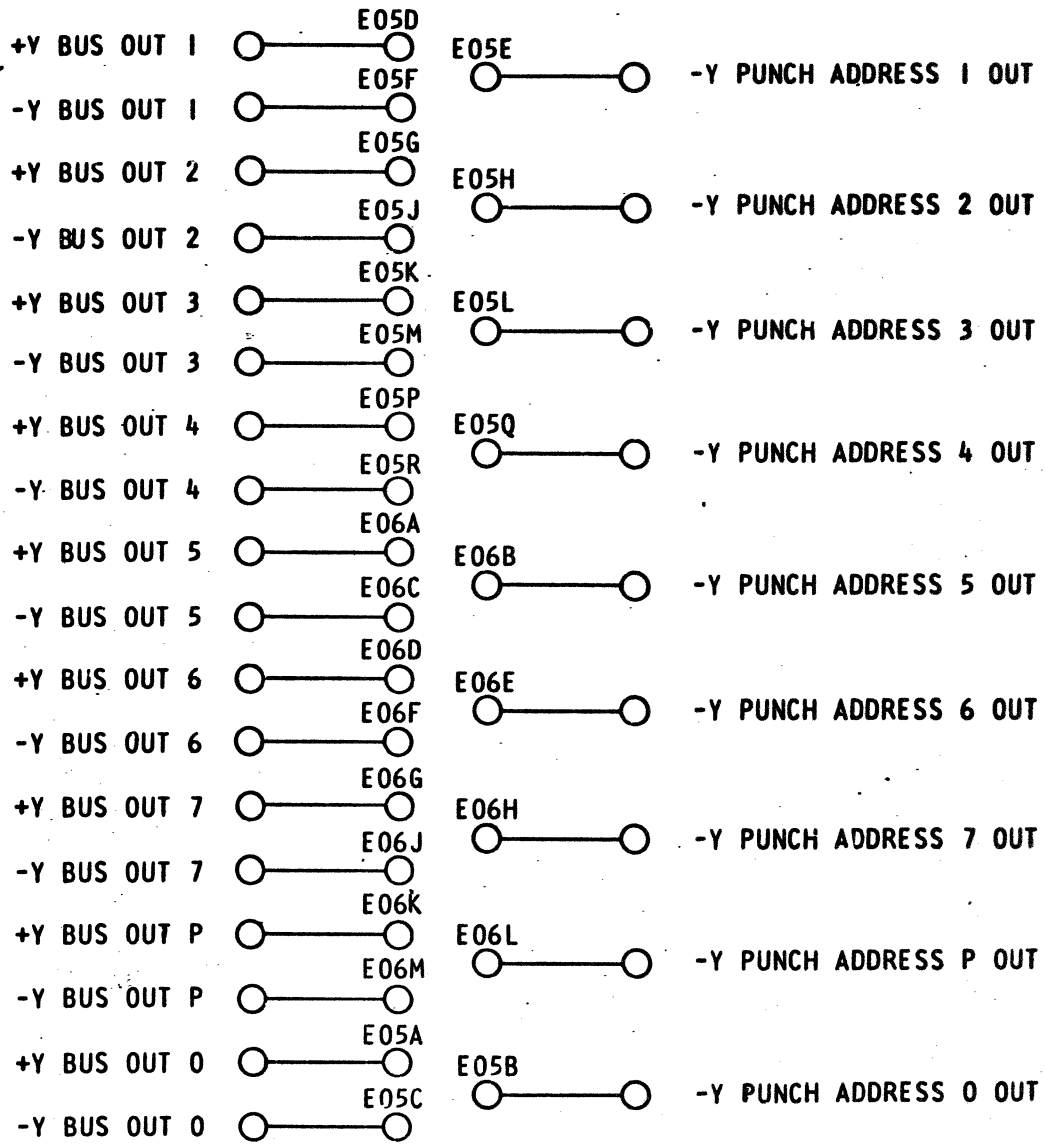 E05D
+Y BUS OUT 1
E05E
-Y PUNCH ADDRESS 1 OUT
E05F
-Y BUS OUT 1
E05G
+Y BUS OUT 2
E05H
-Y PUNCH ADDRESS 2 OUT
E05J
-Y BUS OUT 2
E05K
+Y BUS OUT 3
E05L
-Y PUNCH ADDRESS 3 OUT
E05M
-Y BUS OUT 3
E05P
+Y BUS OUT 4
E05Q
-Y PUNCH ADDRESS 4 OUT
E05R
-Y BUS OUT 4
E06A
+Y BUS OUT 5
E06B
-Y PUNCH ADDRESS 5 OUT
E06C
-Y BUS OUT 5
E06D
+Y BUS OUT 6
E06E
-Y PUNCH ADDRESS 6 OUT
E06F
-Y BUS OUT 6
E06G
+Y BUS OUT 7
E06H
-Y PUNCH ADDRESS 7 OUT
E06J
-Y BUS OUT 7
E06K
+Y BUS OUT P
E06L
-Y PUNCH ADDRESS P OUT
E06M
-Y BUS OUT P
E05A
+Y BUS OUT 0
E05B
-Y PUNCH ADDRESS 0 OUT
E05C
-Y BUS OUT 0